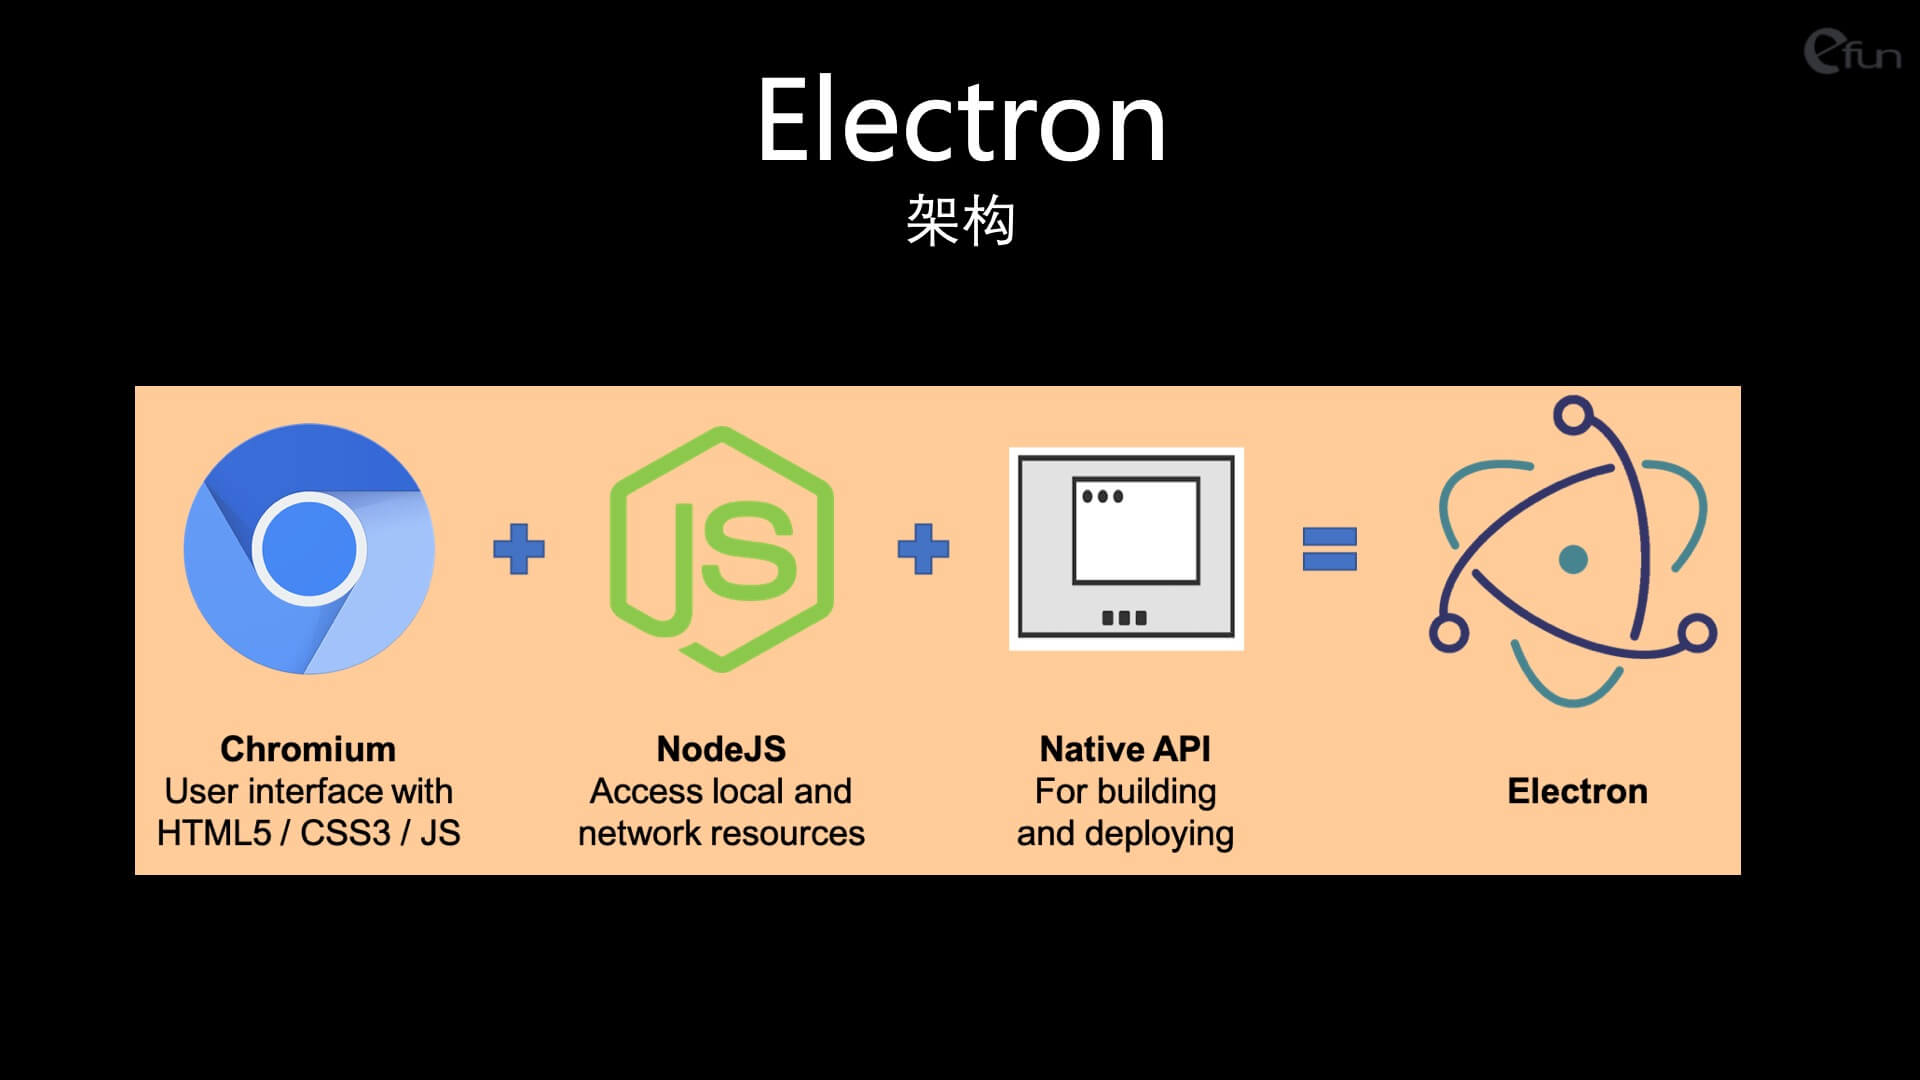 efun
Electron
架构
JS
Chromium
User interface with
HTML5 / CSS3 / JS
NodeJS
Access local and
network resources
Native API
For building
and deploying
Electron